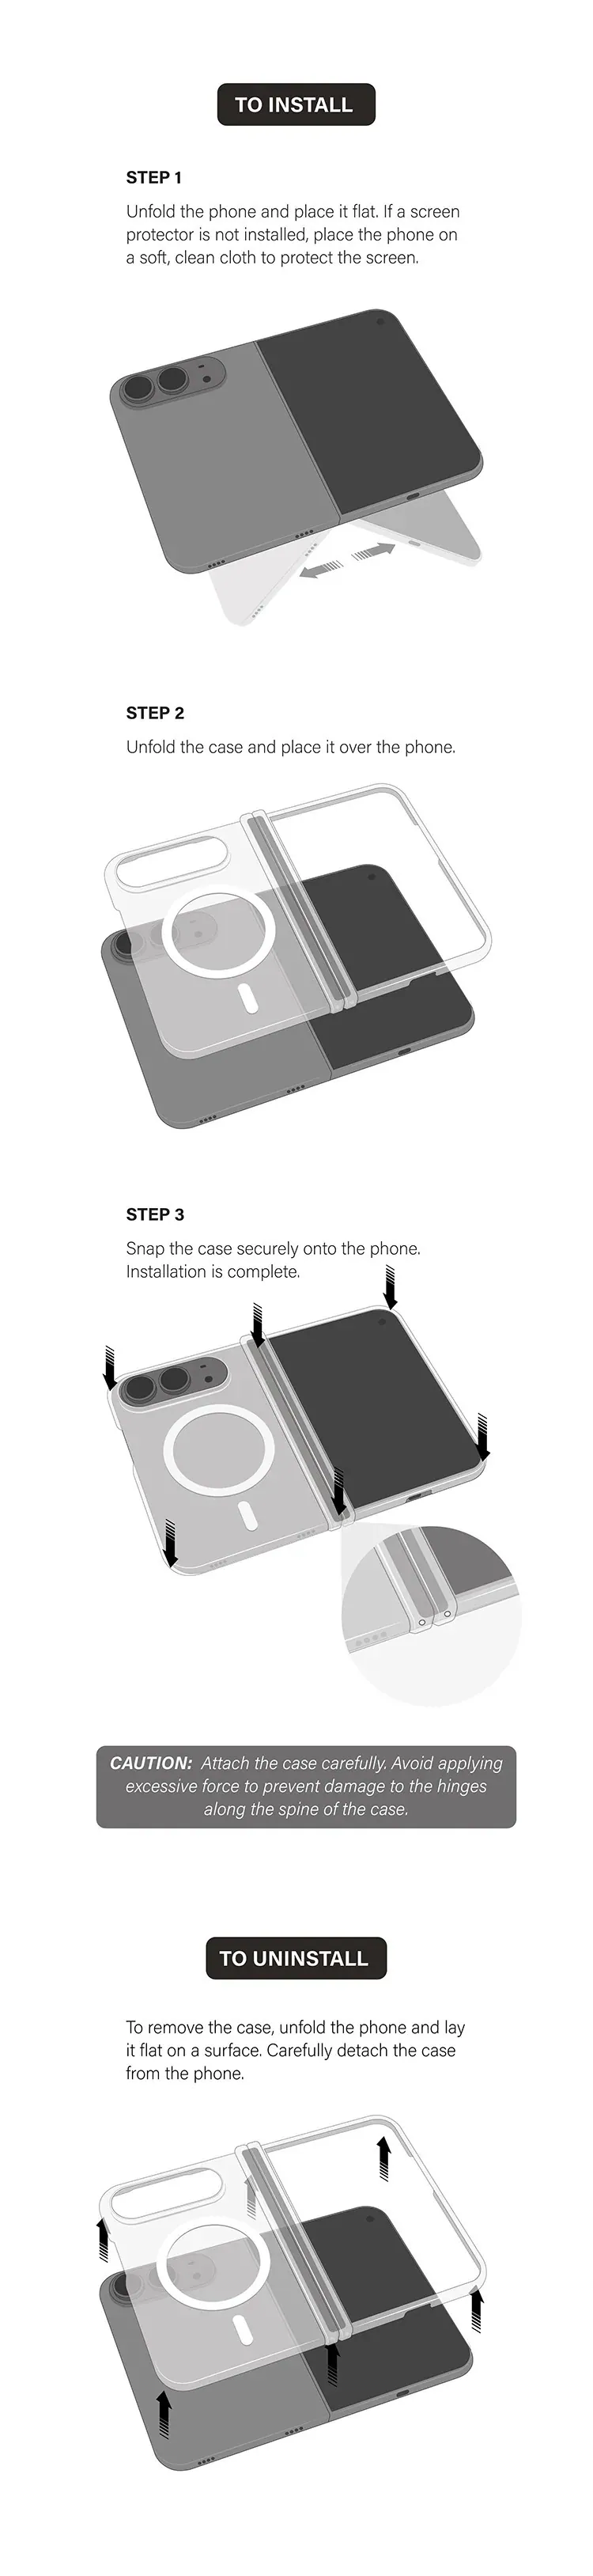 TO INSTALL
STEP 1
Unfold the phone and place it flat. If a screen
protector is not installed, place the phone on
a soft, clean cloth to protect the screen.
STEP 2
Unfold the case and place it over the phone.
STEP 3
Snap the case securely onto the phone.
Installation is complete.
CAUTION: Attach the case carefully. Avoid applying
excessive force to prevent damage to the hinges
along the spine of the case.
TO UNINSTALL
To remove the case, unfold the phone and lay
it flat on a surface. Carefully detach the case
from the phone.